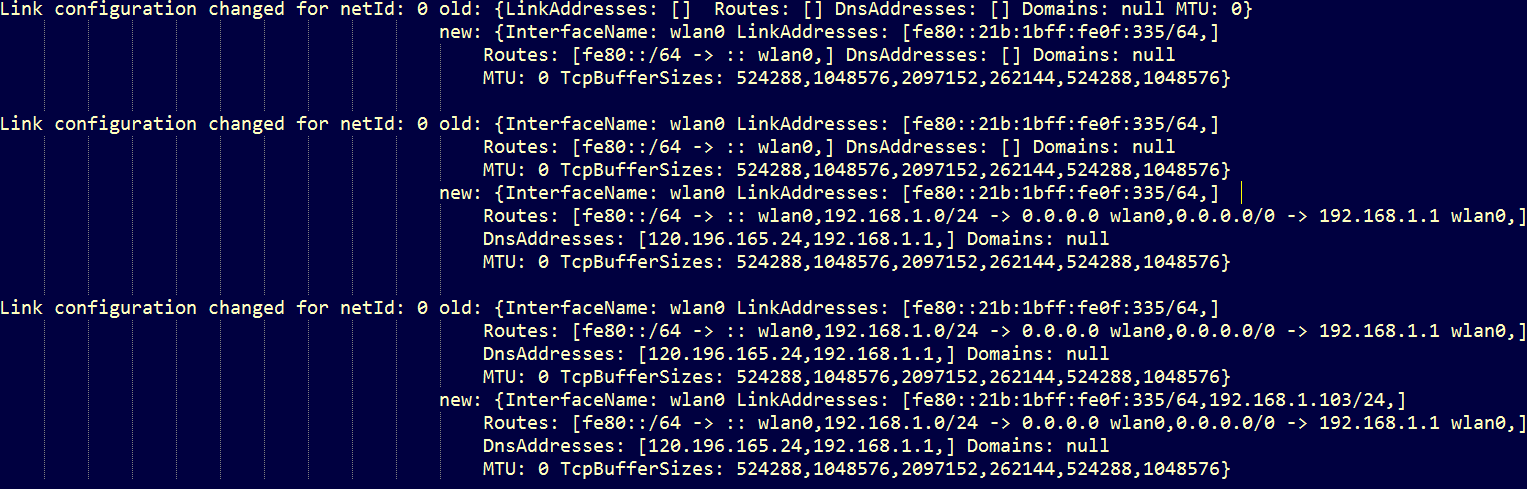 Link configuration changed for netId: 0 old: {LinkAddresses: []  Routes: [] DnsAddresses: [] Domains: null MTU: 0}
new: {InterfaceName: wlan0 LinkAddresses: [fe80::21b:1bff:fe0f:335/64,]
Routes: [fe80::/64 -> :: wlan0,] DnsAddresses: [] Domains: null
MTU: 0 TcpBufferSizes: 524288,1048576,2097152,262144,524288,1048576}
Link configuration changed for netId: 0 old: {InterfaceName: wlan0 LinkAddresses: [fe80::21b:1bff:fe0f:335/64,]
Routes: [fe80::/64 -> :: wlan0,] DnsAddresses: [] Domains: null
MTU: 0 TcpBufferSizes: 524288,1048576,2097152,262144,524288,1048576}
new: {InterfaceName: wlan0 LinkAddresses: [fe80::21b:1bff:fe0f:335/64,]
Routes: [fe80::/64 -> :: wlan0,192.168.1.0/24 -> 0.0.0.0 wlan0,0.0.0.0/0 -> 192.168.1.1 wlan0,]
DnsAddresses: [120.196.165.24,192.168.1.1,] Domains: null
MTU: 0 TcpBufferSizes: 524288,1048576,2097152,262144,524288,1048576}
Link configuration changed for netId: 0 old: {InterfaceName: wlan0 LinkAddresses: [fe80::21b:1bff:fe0f:335/64,]
Routes: [fe80::/64 -> :: wlan0,192.168.1.0/24 -> 0.0.0.0 wlan0,0.0.0.0/0 -> 192.168.1.1 wlan0,]
DnsAddresses: [120.196.165.24,192.168.1.1,] Domains: null
MTU: 0 TcpBufferSizes: 524288,1048576,2097152,262144,524288,1048576}
new: {InterfaceName: wlan0 LinkAddresses: [fe80::21b:1bff:fe0f:335/64,192.168.1.103/24,]
Routes: [fe80::/64 -> :: wlan0,192.168.1.0/24 -> 0.0.0.0 wlan0,0.0.0.0/0 -> 192.168.1.1 wlan0,]
DnsAddresses: [120.196.165.24,192.168.1.1,] Domains: null
MTU: 0 TcpBufferSizes: 524288,1048576,2097152,262144,524288,1048576}